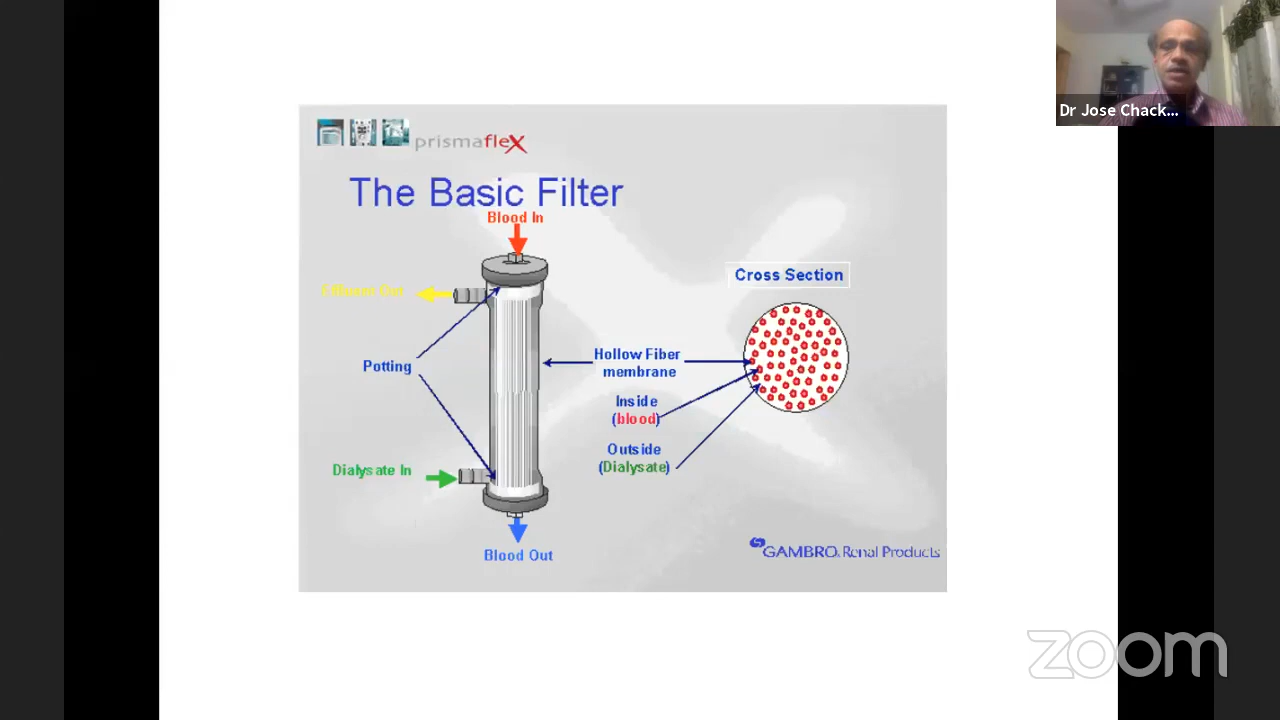 Dr Jose Chack...
prismafleX
The Basic Filter
Blood In
Cross Section
Effluent Out
Hollow Fiber
membrane
Potting
Inside
(blood)
Outside
(Dialysate)
Dialysate In
GAMBRO Renal Products
Blood Out
zoom